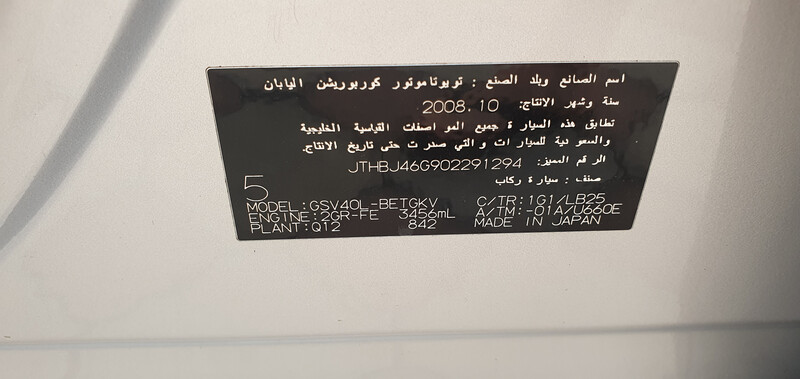 اسم الصانع وبلد الصنع : تويوتاموتور كوربوريشن اليابان
سنة وشهر الانتاج: 2008.10
تطابق هذه السيارة جميع المواصفات القياسية الخليجية
والسعودية للسيارات والتي صدرت حتى تاريخ الانتاج.
الرقم المميز: JTHBJ46G902291294
صنف : سيارة ركاب
5
MODEL:GSV40L-BETGKV C/TR:1G1/LB25
ENGINE:2GR-FE 3456mL A/TM:-01A/U660E
PLANT:Q12 842 MADE IN JAPAN